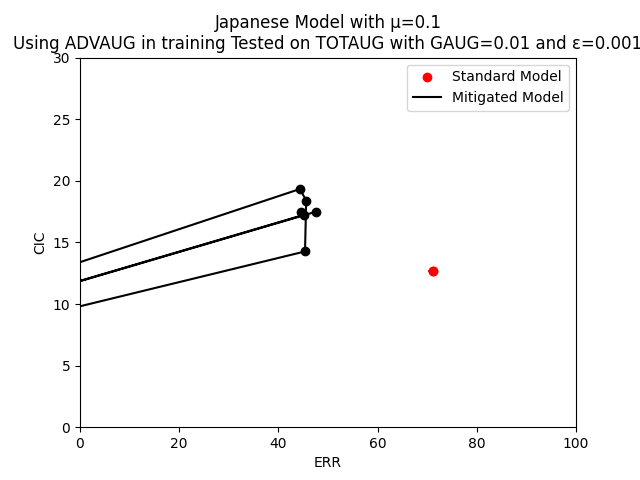 Japanese Model with μ=0.1
Using ADVAUG in training Tested on TOTAUG with GAUG=0.01 and ε=0.001
30
25
20
15
10
5
0
CIC
Standard Model
Mitigated Model
0 20 40 60 80 100
ERR